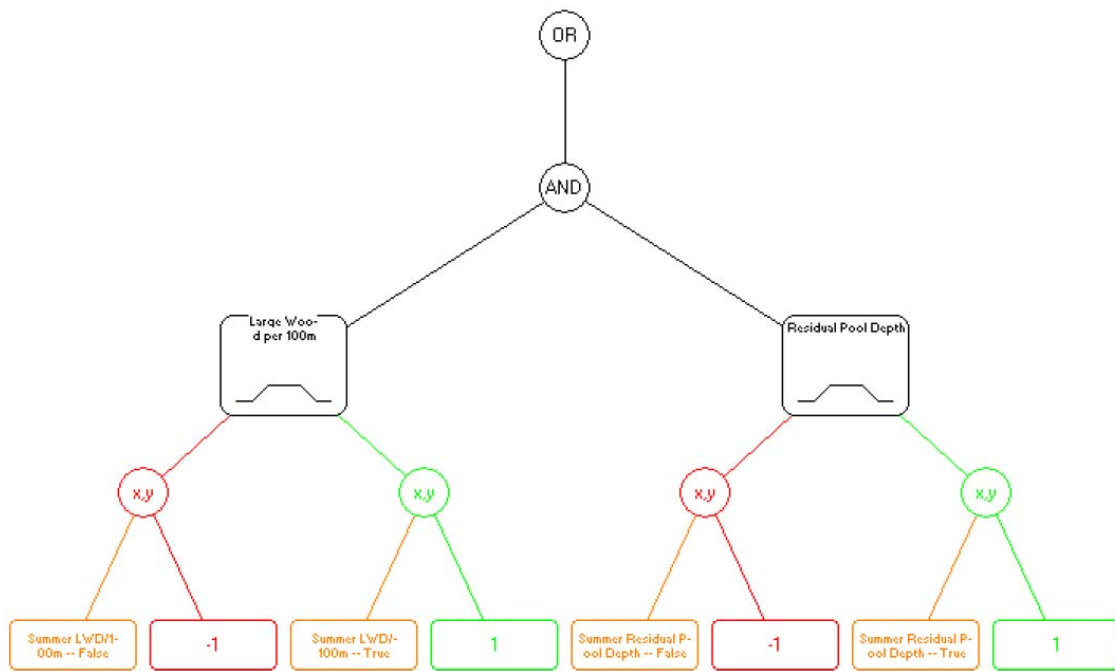 OR
AND
Large Woo-
d per 100m
Residual Pool Depth
x,y
x,y
x,y
x,y
Summer LWD/1-
00m -- False
-1
Summer LWD/-
100m -- True
1
Summer Residual P-
ool Depth -- False
-1
Summer Residual P-
ool Depth -- True
1